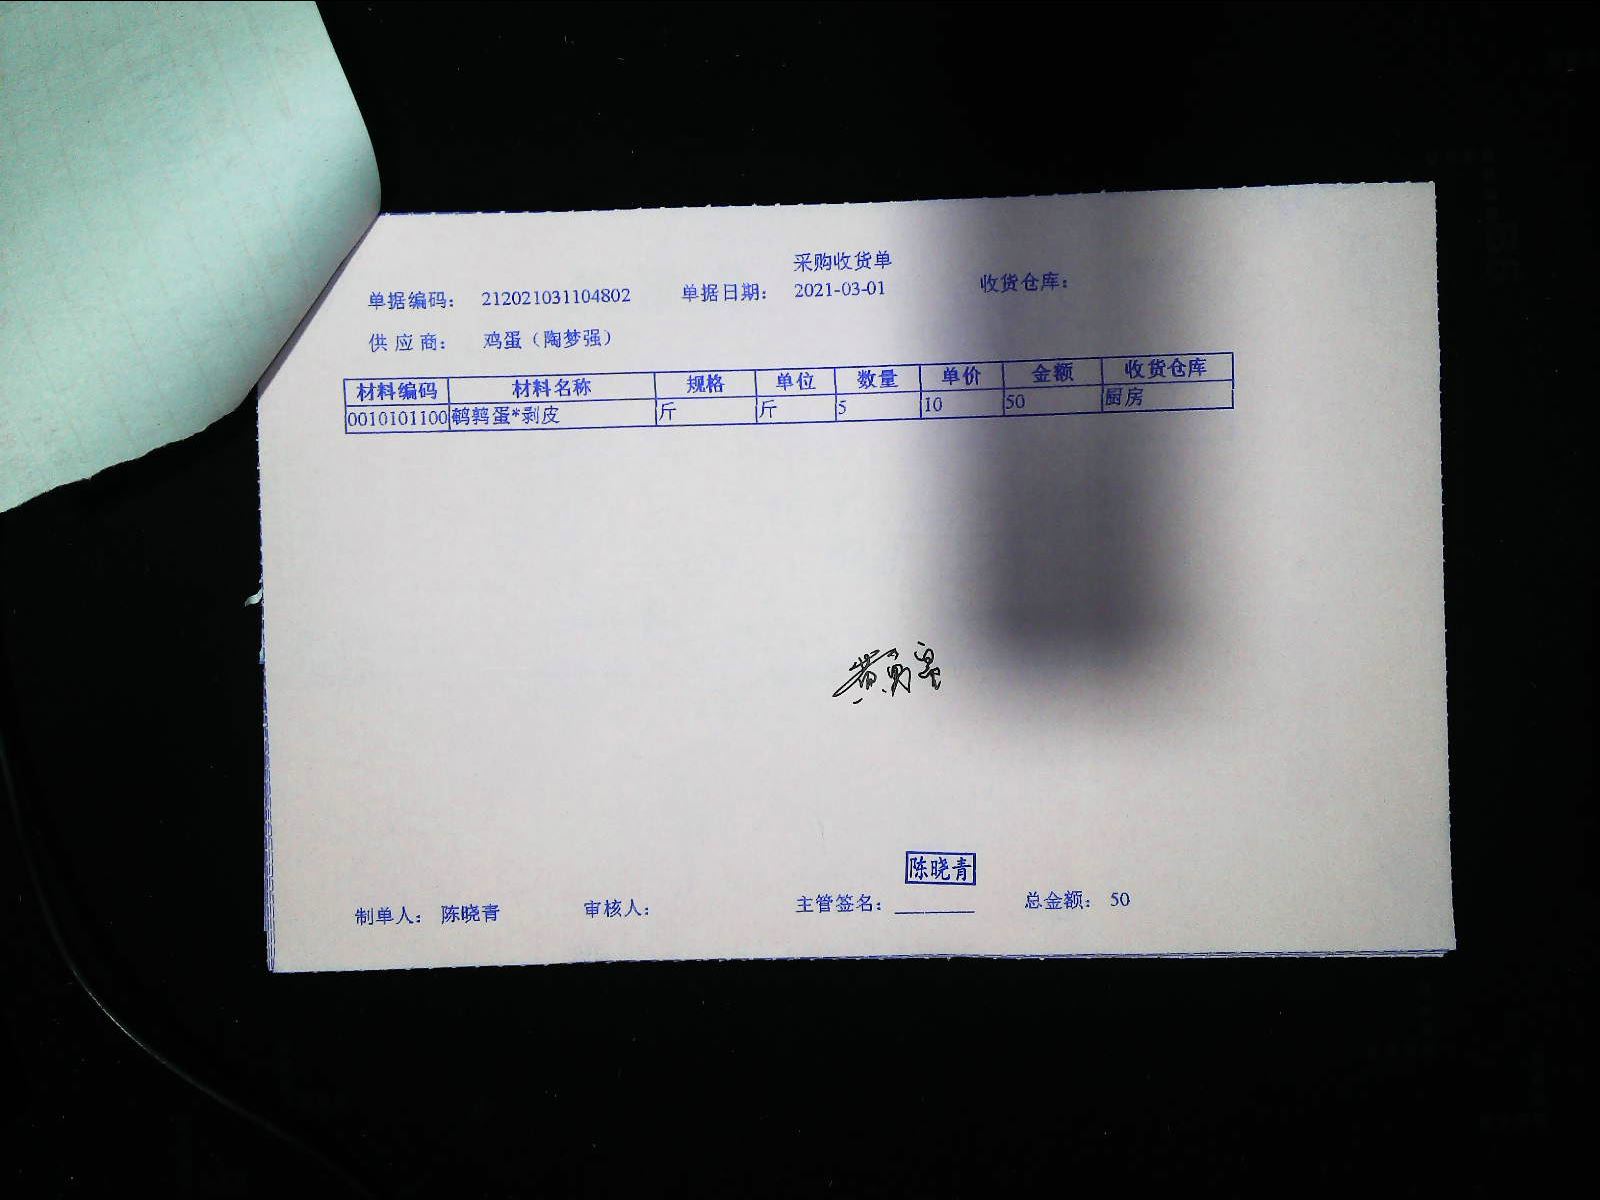 采购收货单
单据编码： 212021031104802 单据日期： 2021-03-01 收货仓库：
供应商： 鸡蛋（陶梦强）
材料编码 材料名称 规格 单位 数量 单价 金额 收货仓库
0010101100 鹌鹑蛋*剥皮 斤 斤 5 10 50 厨房
陈晓青
制单人： 陈晓青 审核人： 主管签名： 总金额： 50